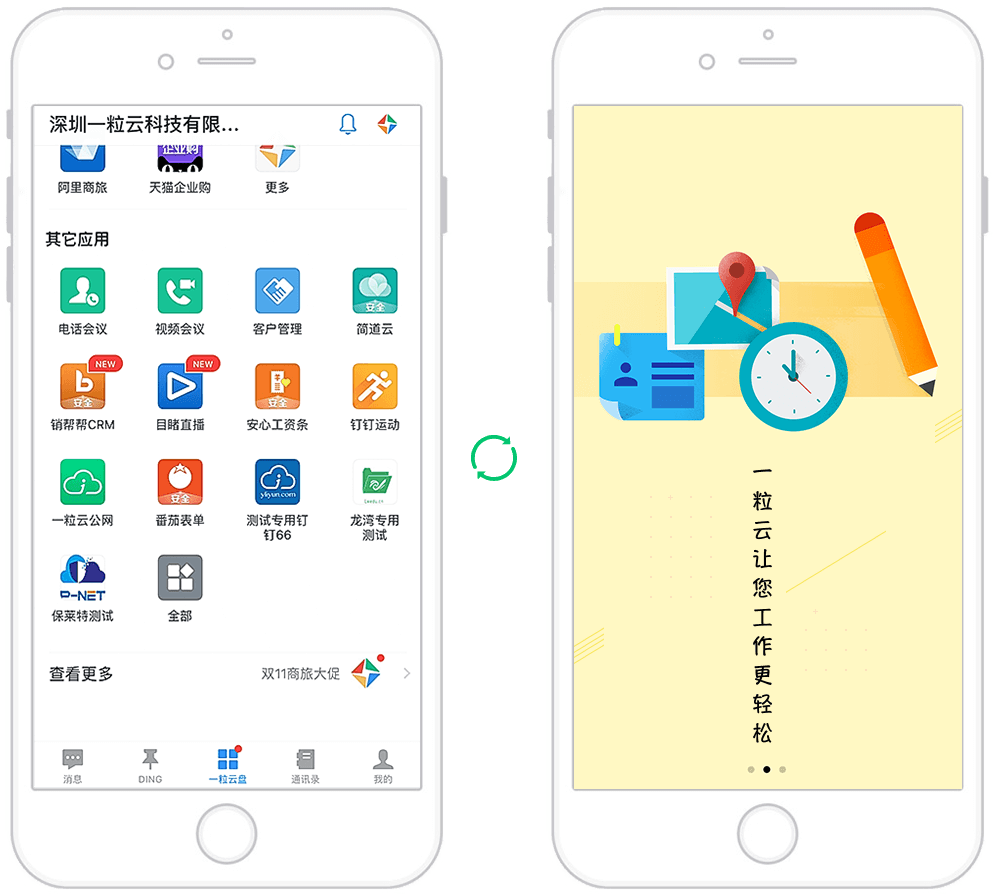 深圳一粒云科技有限...
企业购
阿里商旅
天猫企业购
更多
其它应用
安全
电话会议
视频会议
客户管理
简道云
NEW
NEW
安全
安全
销帮帮CRM
目睹直播
安心工资条
钉钉运动
安全
yliyun.com
一粒云公网
番茄表单
测试专用钉
钉66
龙湾专用
测试
P-NET
保莱特测试
全部
查看更多
双11商旅大促
消息
DING
一粒云盘
通讯录
我的
一粒云让您工作更轻松